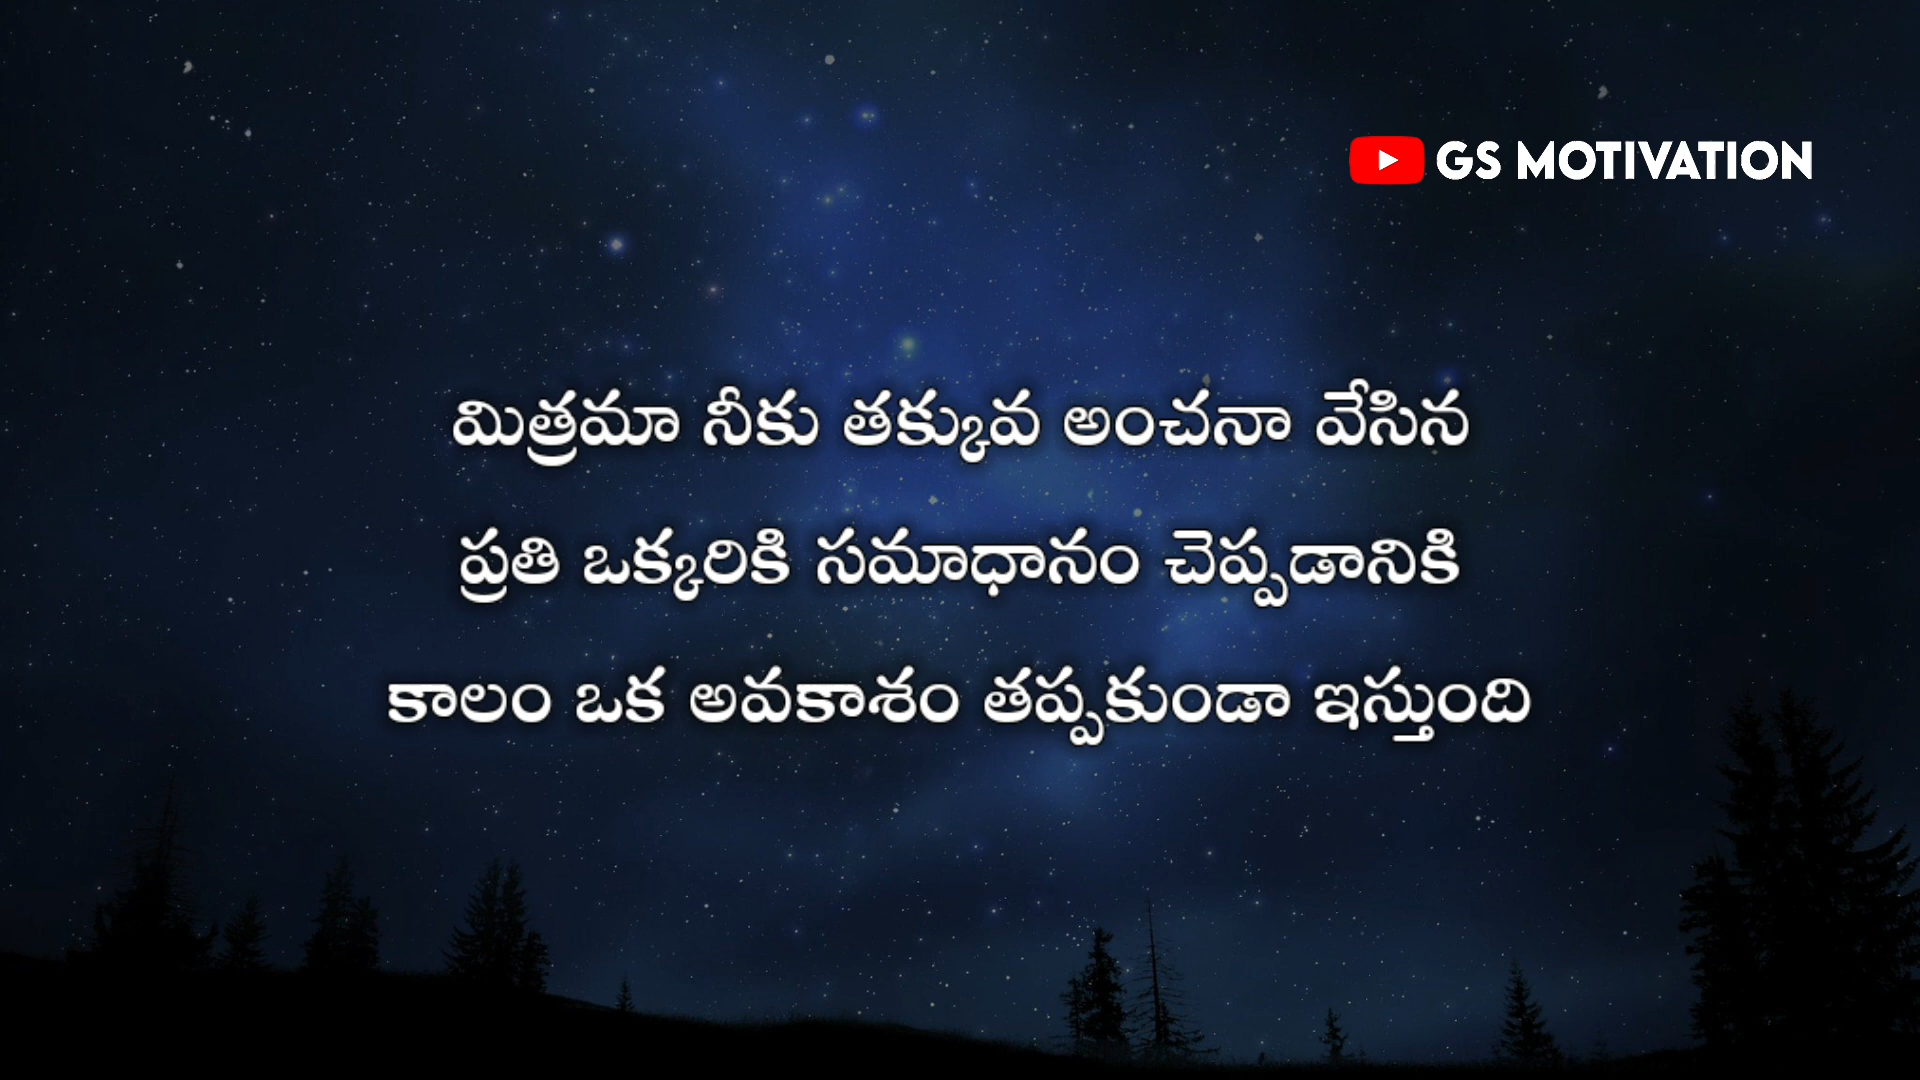 GS MOTIVATION
మిత్రమా నీకు తక్కువ అంచనా వేసిన
ప్రతి ఒక్కరికి సమాధానం చెప్పడానికి
కాలం ఒక అవకాశం తప్పకుండా ఇస్తుంది